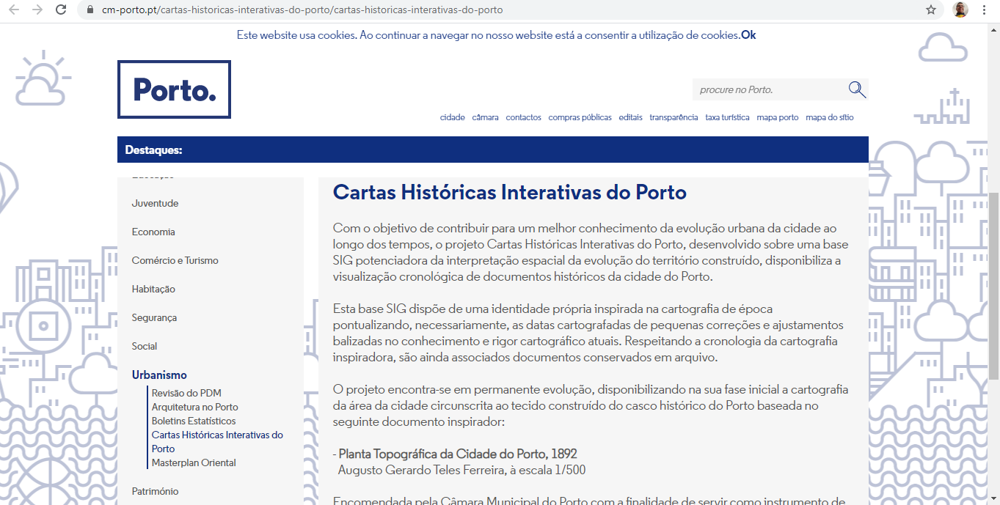 cm-porto.pt/cartas-historicas-interativas-do-porto/cartas-historicas-interativas-do-porto
Este website usa cookies. Ao continuar a navegar no nosso website está a consentir a utilização de cookies.Ok
Porto.
procure no Porto.
cidade câmara contactos compras públicas editais transparência taxa turística mapa porto mapa do sítio
Destaques:
Juventude
Economia
Comércio e Turismo
Habitação
Segurança
Social
Urbanismo
Revisão do PDM
Arquitetura no Porto
Boletins Estatísticos
Cartas Históricas Interativas do
Porto
Masterplan Oriental
Património
Cartas Históricas Interativas do Porto
Com o objetivo de contribuir para um melhor conhecimento da evolução urbana da cidade ao
longo dos tempos, o projeto Cartas Históricas Interativas do Porto, desenvolvido sobre uma base
SIG potenciadora da interpretação espacial da evolução do território construído, disponibiliza a
visualização cronológica de documentos históricos da cidade do Porto.
Esta base SIG dispõe de uma identidade própria inspirada na cartografia de época
pontualizando, necessariamente, as datas cartografadas de pequenas correções e ajustamentos
balizadas no conhecimento e rigor cartográfico atuais. Respeitando a cronologia da cartografia
inspiradora, são ainda associados documentos conservados em arquivo.
O projeto encontra-se em permanente evolução, disponibilizando na sua fase inicial a cartografia
da área da cidade circunscrita ao tecido construído do casco histórico do Porto baseada no
seguinte documento inspirador:
- Planta Topográfica da Cidade do Porto, 1892
Augusto Gerardo Teles Ferreira, à escala 1/500
Encomendada pela Câmara Municipal do Porto com a finalidade de servir como instrumento de